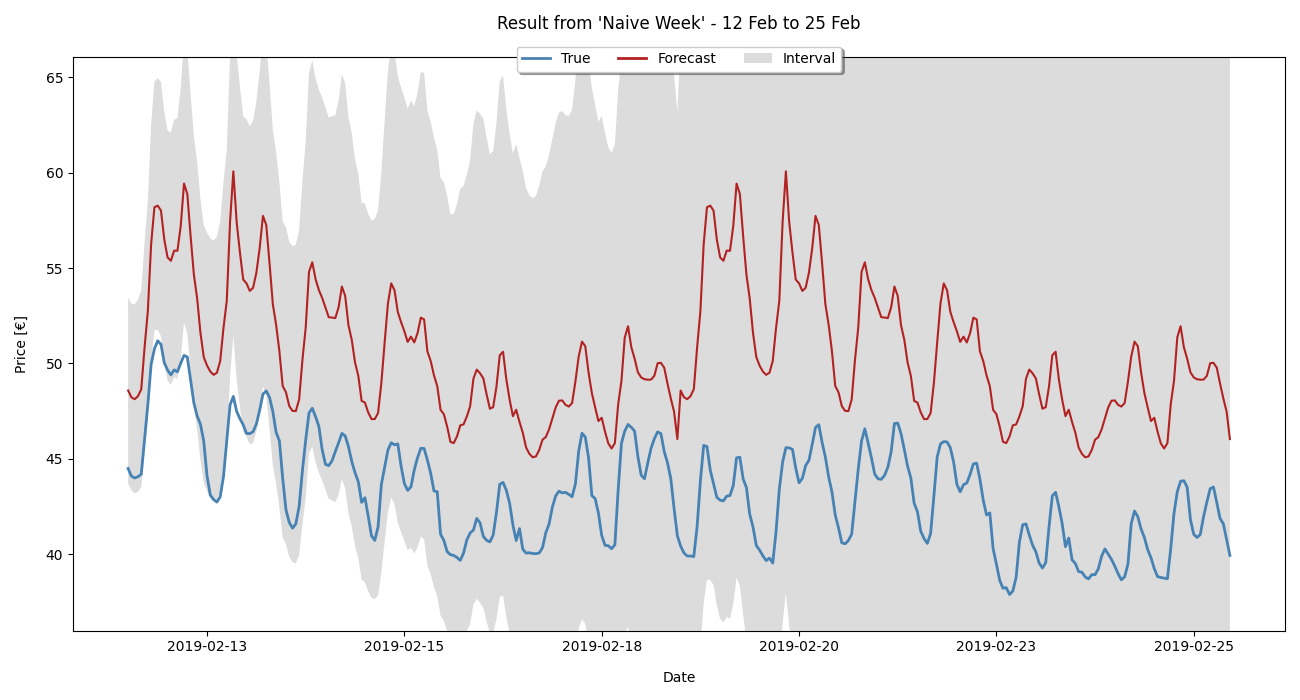 Result from 'Naive Week' - 12 Feb to 25 Feb
True Forecast Interval
65
60
55
50
45
40
Price [€]
2019-02-13 2019-02-15 2019-02-18 2019-02-20 2019-02-23 2019-02-25
Date